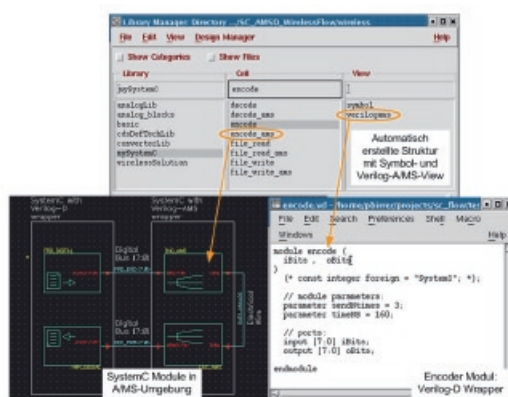 Library Manager: Directory .../SC_AMSD_WirelessFlow/wireless
File Edit View Design Manager Help
Show Categories Show Files
Library Cell View
mySystemC encode
analogLib
analog_blocks
basic
cdsDefTechLib
converterLib
mySystemC
wirelessSolution
decode
decode_ams
encode
encode_ams
file_read
file_read_ams
file_write
file_write_ams
symbol
verilogams
Automatisch
erstellte Struktur
mit Symbol- und
Verilog-A/MS-View
SystemC with
Verilog-D
wrapper
SystemC with
Verilog-AMS
wrapper
Digital
Bus [7:0]
Digital
Bus [7:0]
Electrical
Wire
SystemC Module in
A/MS-Umgebung
File Edit Search Preferences Shell Macro
Windows Help
module encode (
iBits , oBits
)
(* const integer foreign = "SystemC"; *);
// module parameters:
parameter sendNtimes = 3;
parameter timeNS = 160;
// ports:
input [7:0] iBits;
output [7:0] oBits;
endmodule
Encoder Modul:
Verilog-D Wrapper